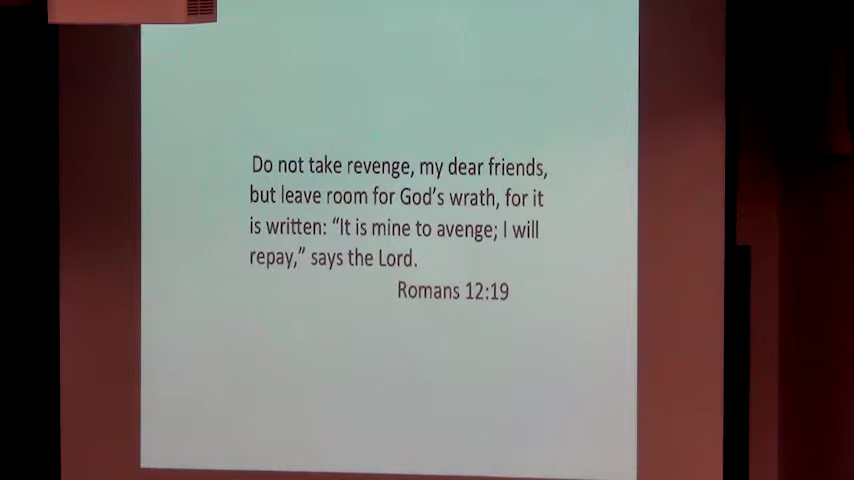 Do not take revenge, my dear friends,
but leave room for God's wrath, for it
is written: “It is mine to avenge; I will
repay,” says the Lord.
Romans 12:19